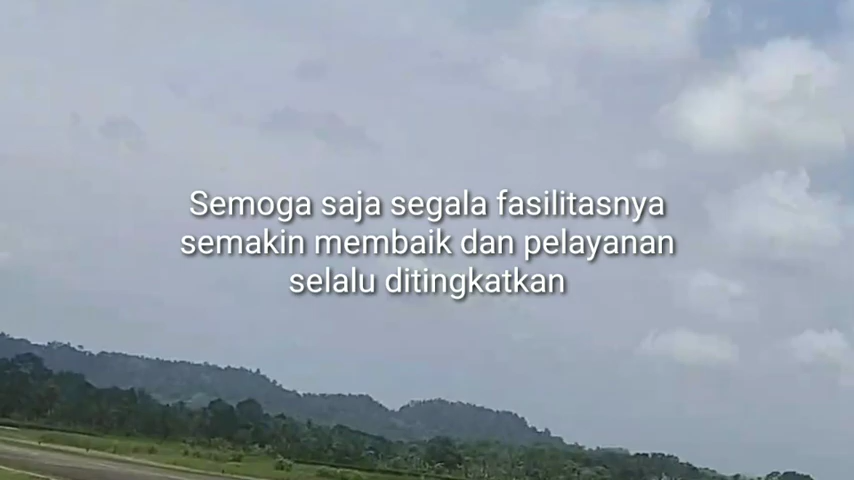 Semoga saja segala fasilitasnya
semakin membaik dan pelayanan
selalu ditingkatkan